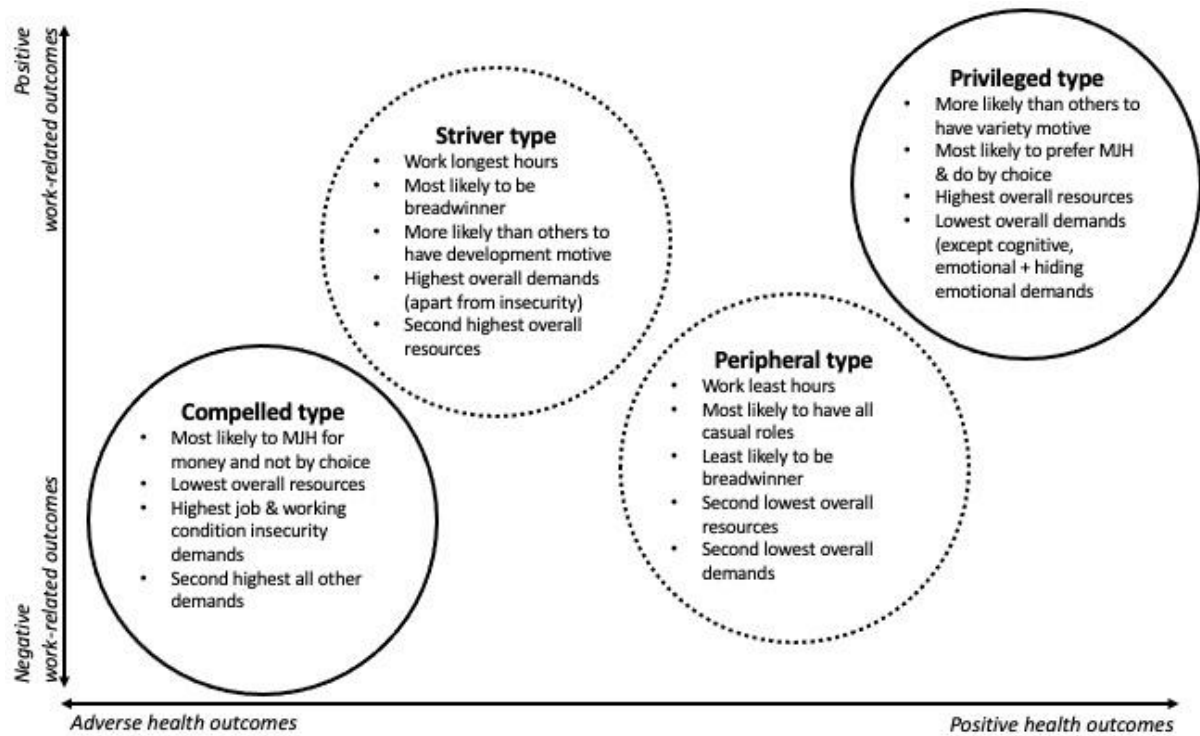 Positive
work-related outcomes
Negative
work-related outcomes
Striver type
• Work longest hours
• Most likely to be
breadwinner
• More likely than others to
have development motive
• Highest overall demands
(apart from insecurity)
• Second highest overall
resources
Privileged type
• More likely than others to
have variety motive
• Most likely to prefer MJH
& do by choice
• Highest overall resources
• Lowest overall demands
(except cognitive,
emotional + hiding
emotional demands
Compelled type
• Most likely to MJH for
money and not by choice
• Lowest overall resources
• Highest job & working
condition insecurity
demands
• Second highest all other
demands
Peripheral type
• Work least hours
• Most likely to have all
casual roles
• Least likely to be
breadwinner
• Second lowest overall
resources
• Second lowest overall
demands
Adverse health outcomes
Positive health outcomes